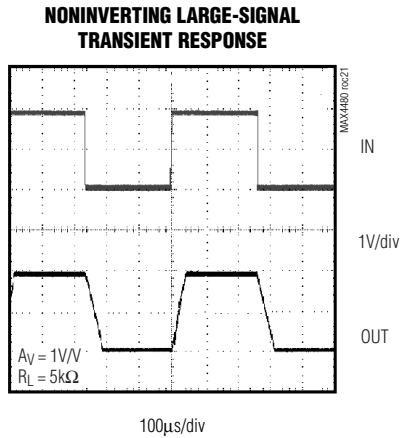 NONINVERTING LARGE-SIGNAL
TRANSIENT RESPONSE
MAX4480 toc21
IN
1V/div
OUT
AV = 1V/V
RL = 5kΩ
100μs/div